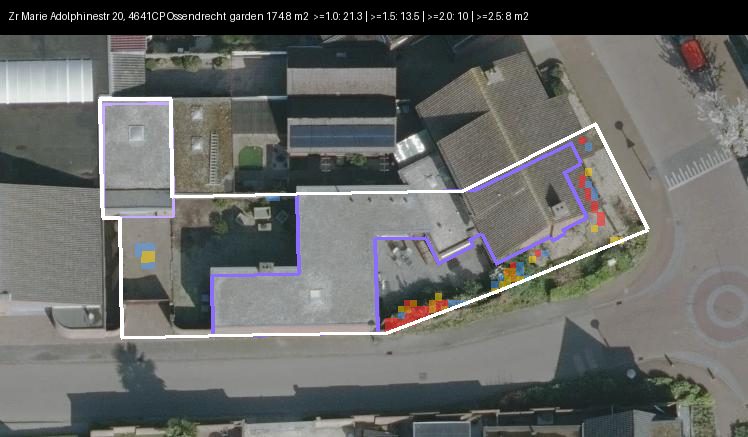 Zr Marie Adolphinestr 20, 4641CP Ossendrecht garden 174.8 m2  >=1.0: 21.3 | >=1.5: 13.5 | >=2.0: 10 | >=2.5: 8 m2